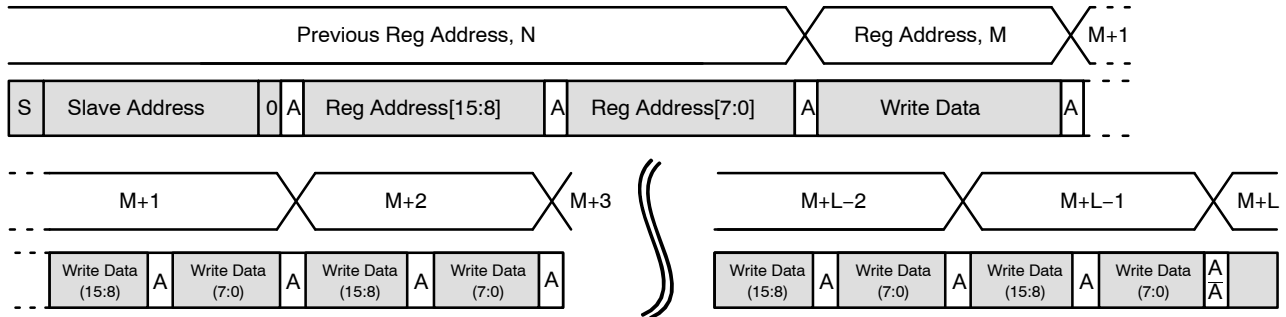 Previous Reg Address, N
Reg Address, M
M+1
S
Slave Address
0
A
Reg Address[15:8]
A
Reg Address[7:0]
A
Write Data
A
M+1
M+2
M+3
M+L−2
M+L−1
M+L
Write Data
(15:8)
A
Write Data
(7:0)
A
Write Data
(15:8)
A
Write Data
(7:0)
A
Write Data
(15:8)
A
Write Data
(7:0)
A
Write Data
(15:8)
A
Write Data
(7:0)
A
A̅